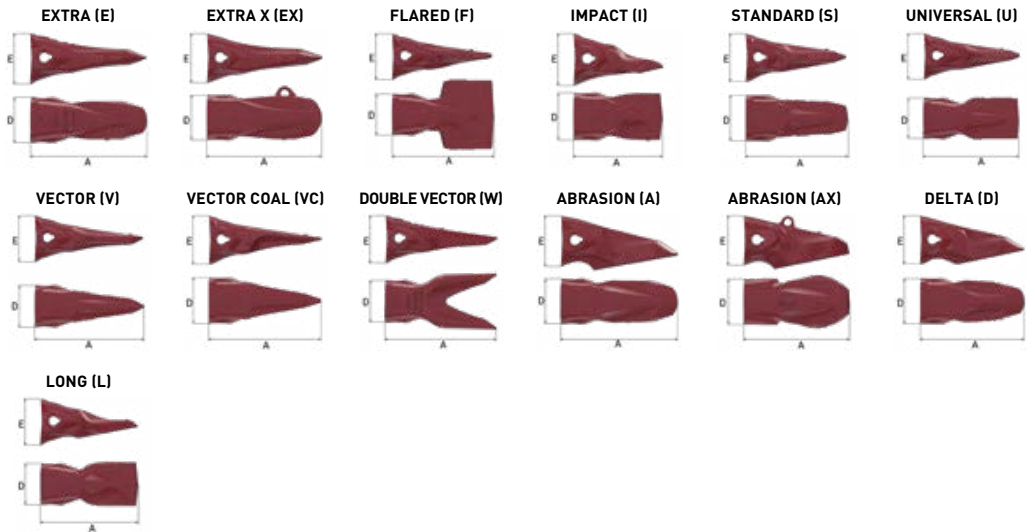 EXTRA (E) EXTRA X (EX) FLARED (F) IMPACT (I) STANDARD (S) UNIVERSAL (U)
E E E E E E
D D D D D D
A A A A A A
VECTOR (V) VECTOR COAL (VC) DOUBLE VECTOR (W) ABRASION (A) ABRASION (AX) DELTA (D)
E E E E E E
D D D D D D
A A A A A A
LONG (L)
E
D
A